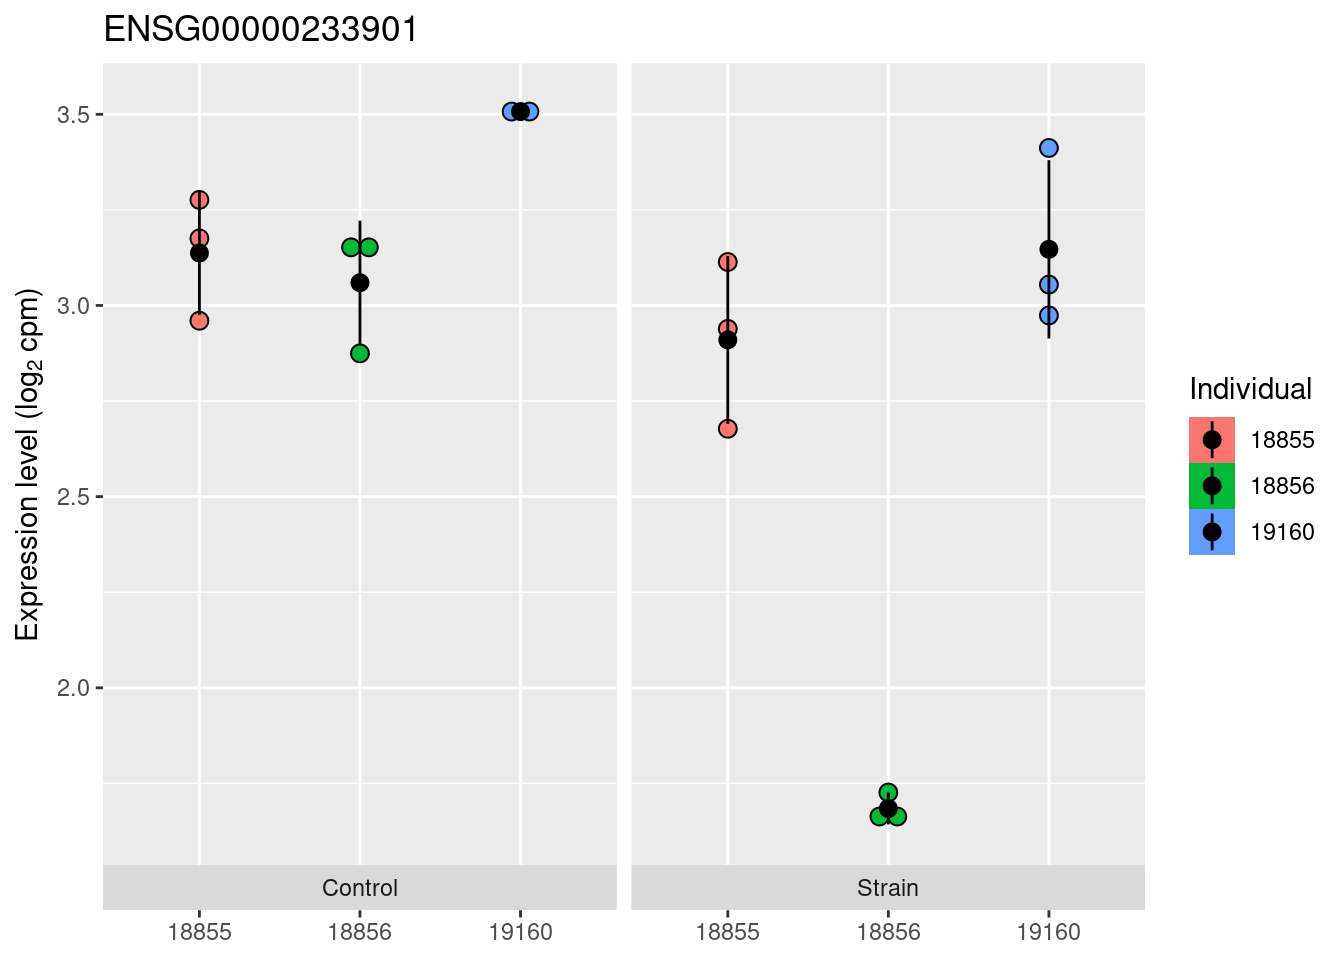 ENSG00000233901
Expression level (log₂ cpm)
3.5
3.0
2.5
2.0
Control
Strain
18855 18856 19160
18855 18856 19160
Individual
18855
18856
19160